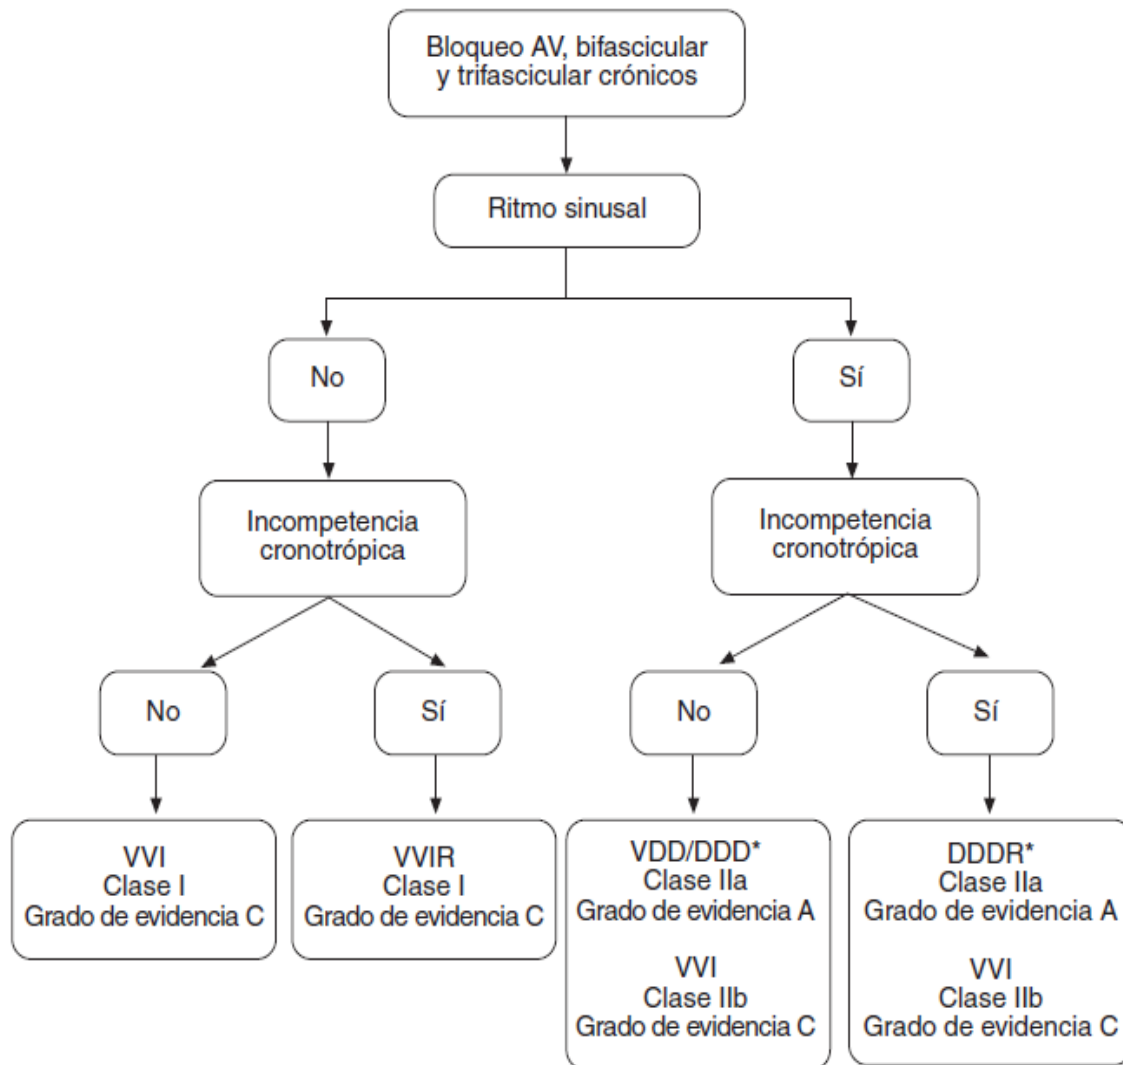 Bloqueo AV, bifascicular
y trifascicular crónicos
Ritmo sinusal
No
Sí
Incompetencia
cronotrópica
Incompetencia
cronotrópica
No
Sí
No
Sí
VVI
Clase I
Grado de evidencia C
VVIR
Clase I
Grado de evidencia C
VDD/DDD*
Clase IIa
Grado de evidencia A
VVI
Clase IIb
Grado de evidencia C
DDDR*
Clase IIa
Grado de evidencia A
VVI
Clase IIb
Grado de evidencia C